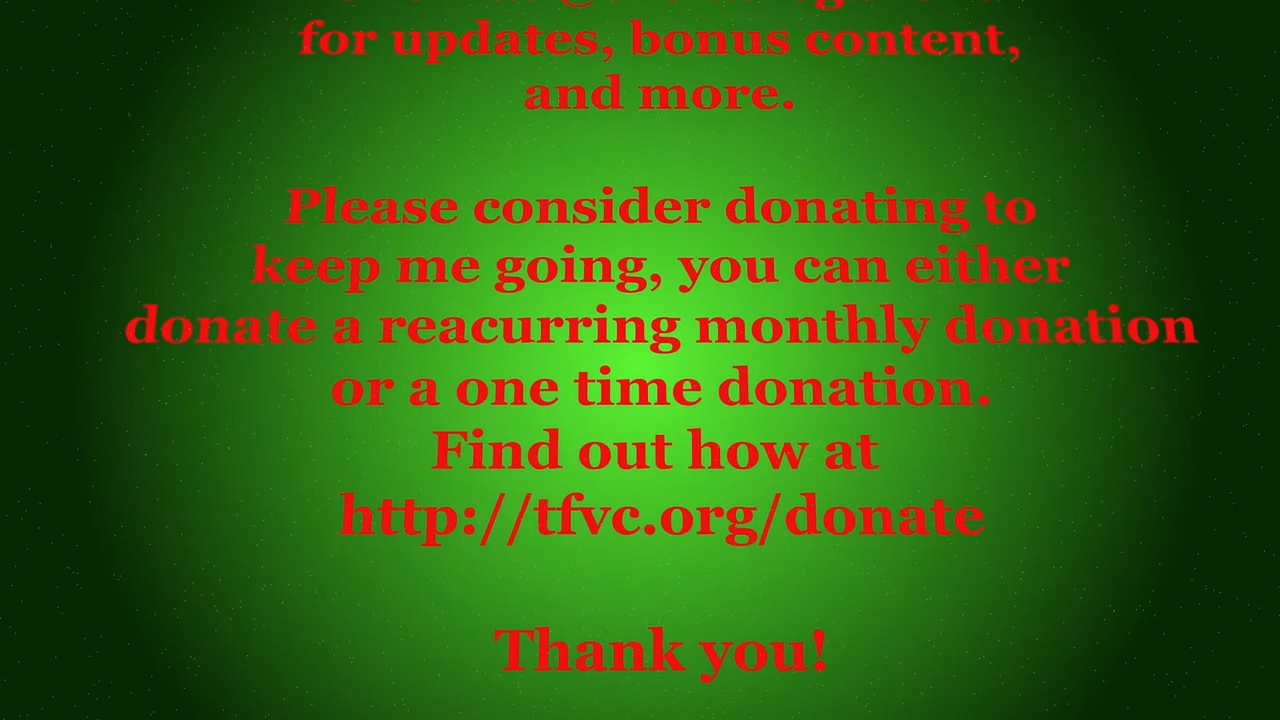 for updates, bonus content,
and more.
Please consider donating to
keep me going, you can either
donate a reacurring monthly donation
or a one time donation.
Find out how at
http://tfvc.org/donate
Thank you!